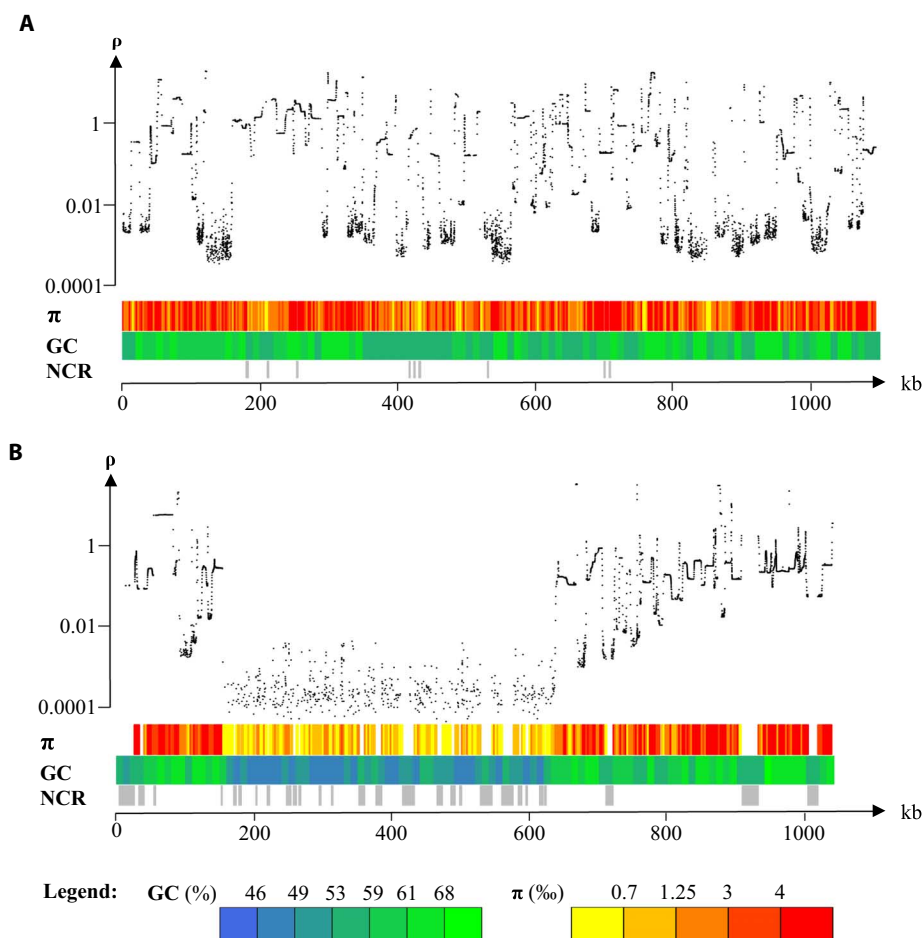 A
ρ
1
0.01
0.0001
π
GC
NCR
kb
0 200 400 600 800 1000
B
ρ
1
0.01
0.0001
π
GC
NCR
kb
0 200 400 600 800 1000
Legend: GC (%) 46 49 53 59 61 68 π (‰) 0.7 1.25 3 4